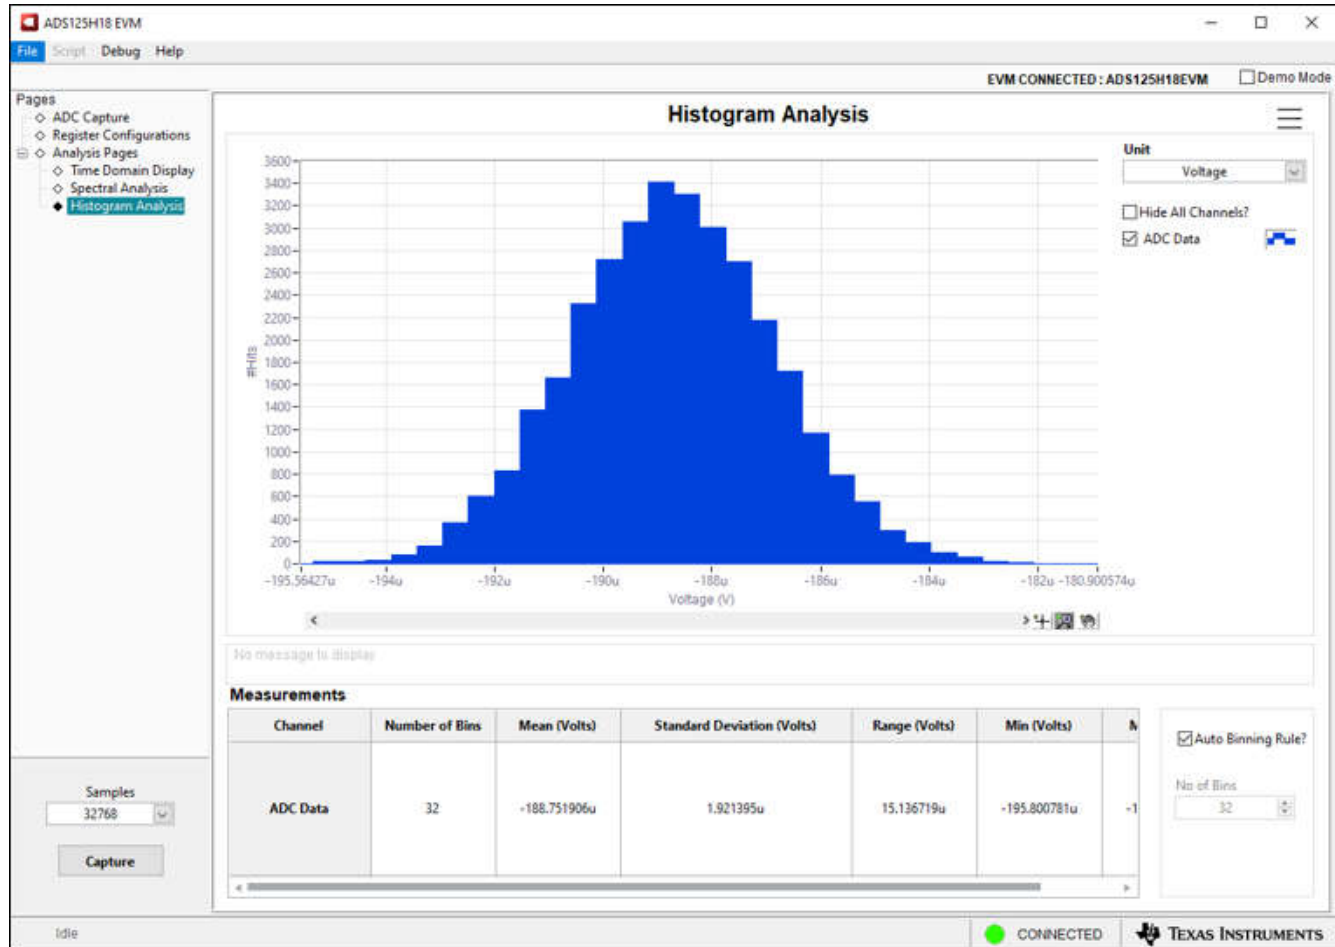 ADS125H18 EVM
File Script Debug Help
EVM CONNECTED : ADS125H18EVM Demo Mode
Pages
ADC Capture
Register Configurations
Analysis Pages
Time Domain Display
Spectral Analysis
Histogram Analysis
Histogram Analysis
Unit
Voltage
Hide All Channels?
ADC Data
#Hits
3600
3400
3200
3000
2800
2600
2400
2200
2000
1800
1600
1400
1200
1000
800
600
400
200
0
-195.56427u -194u -192u -190u -188u -186u -184u -182u -180.900574u
Voltage (V)
No message to display
Measurements
Channel Number of Bins Mean (Volts) Standard Deviation (Volts) Range (Volts) Min (Volts) M
ADC Data 32 -188.751906u 1.921395u 15.136719u -195.800781u -1
Auto Binning Rule?
No of Bins
32
Samples
32768
Capture
Idle CONNECTED TEXAS INSTRUMENTS